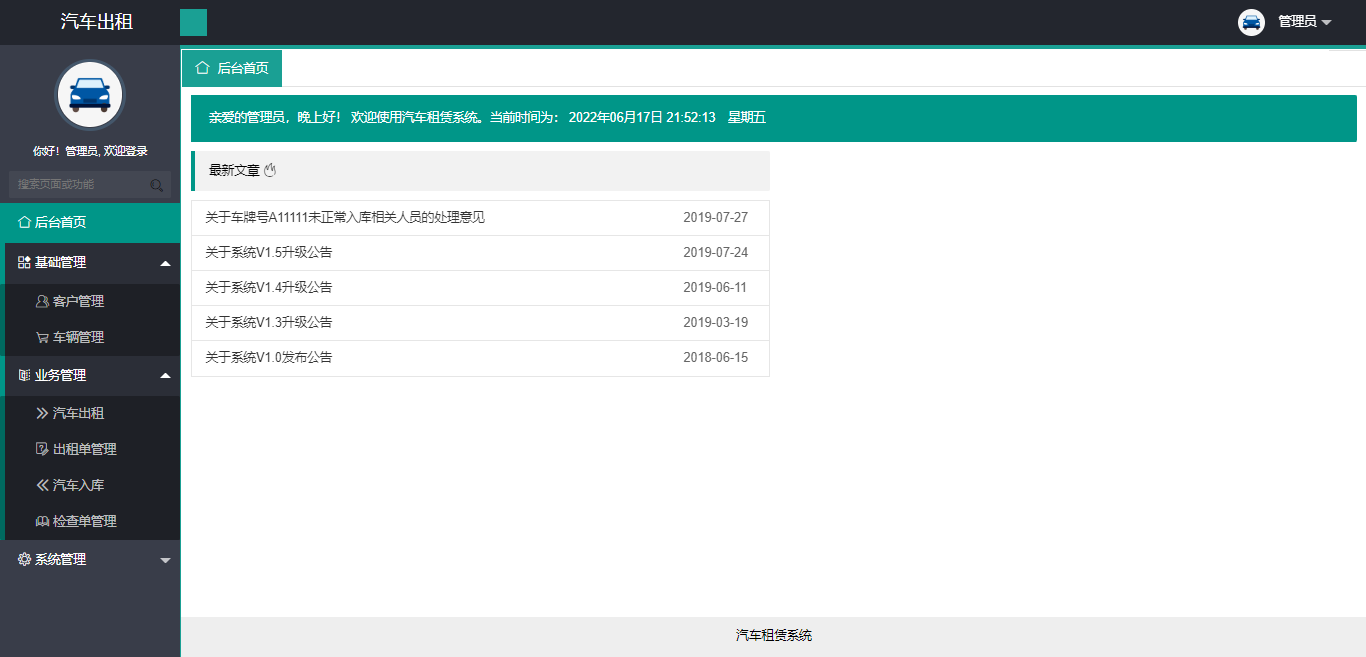 汽车出租
管理员
你好！管理员, 欢迎登录
搜索页面或功能
后台首页
基础管理
客户管理
车辆管理
业务管理
汽车出租
出租单管理
汽车入库
检查单管理
系统管理
后台首页
亲爱的管理员，晚上好！ 欢迎使用汽车租赁系统。当前时间为： 2022年06月17日 21:52:13 星期五
最新文章
关于车牌号A11111未正常入库相关人员的处理意见 2019-07-27
关于系统V1.5升级公告 2019-07-24
关于系统V1.4升级公告 2019-06-11
关于系统V1.3升级公告 2019-03-19
关于系统V1.0发布公告 2018-06-15
汽车租赁系统